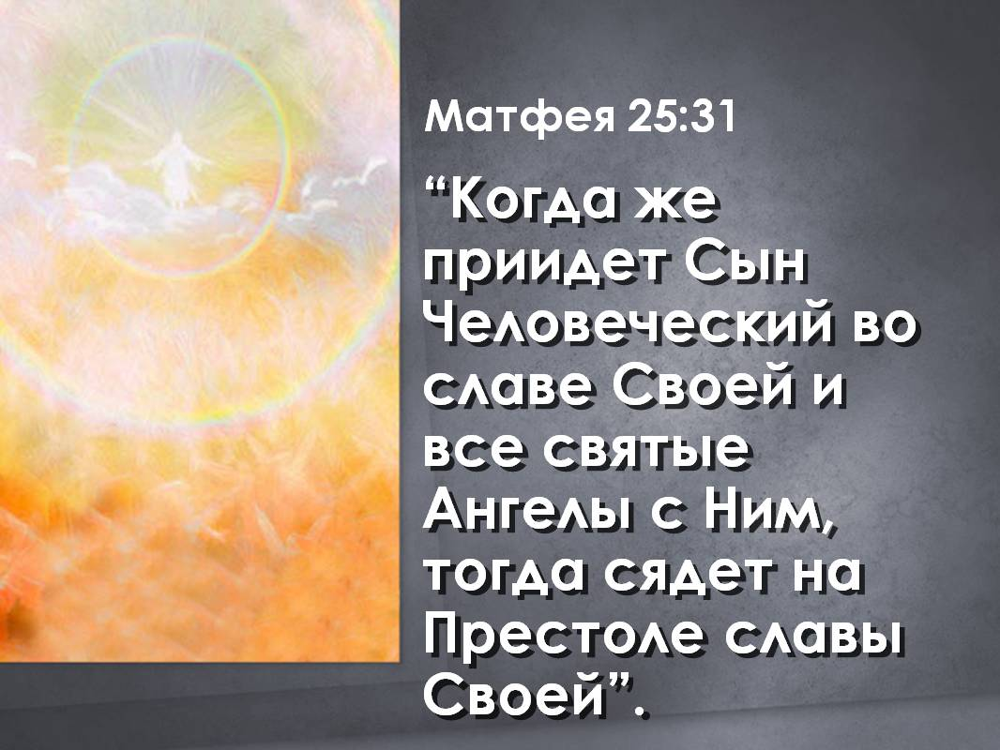 Матфея 25:31
“Когда же
приидет Сын
Человеческий во
славе Своей и
все святые
Ангелы с Ним,
тогда сядет на
Престоле славы
Своей”.